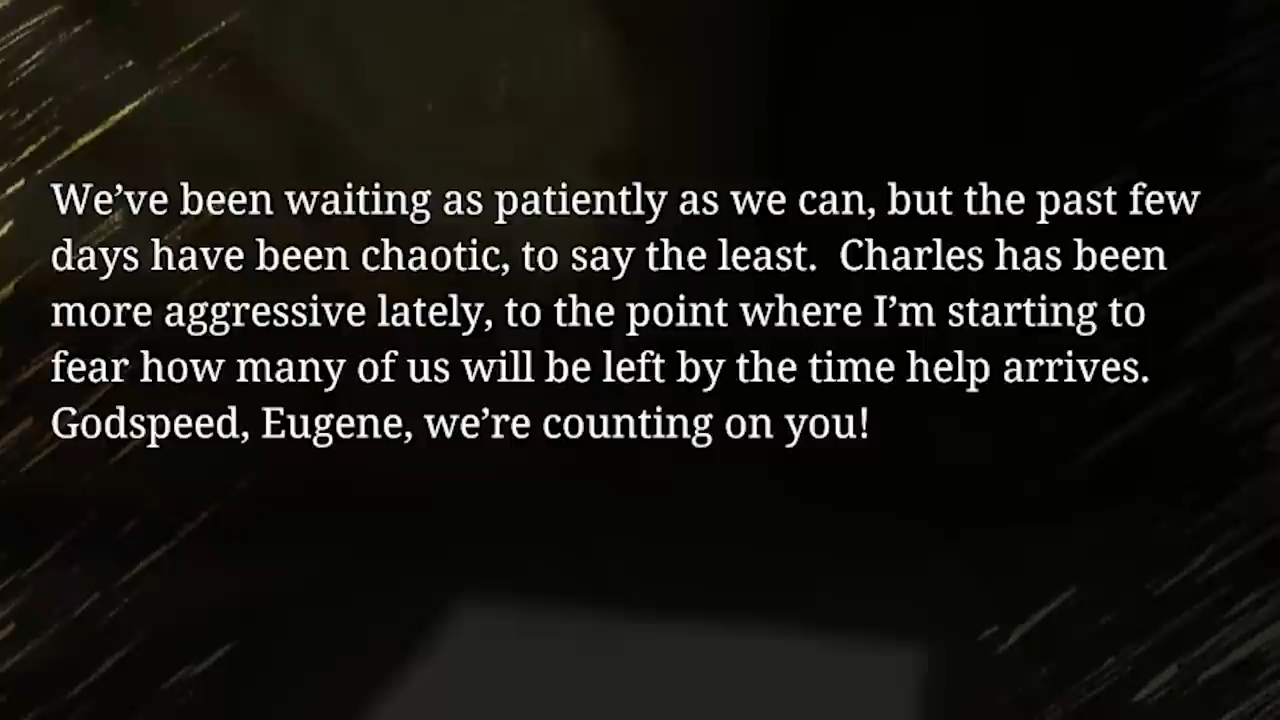 We’ve been waiting as patiently as we can, but the past few
days have been chaotic, to say the least.  Charles has been
more aggressive lately, to the point where I’m starting to
fear how many of us will be left by the time help arrives.
Godspeed, Eugene, we’re counting on you!